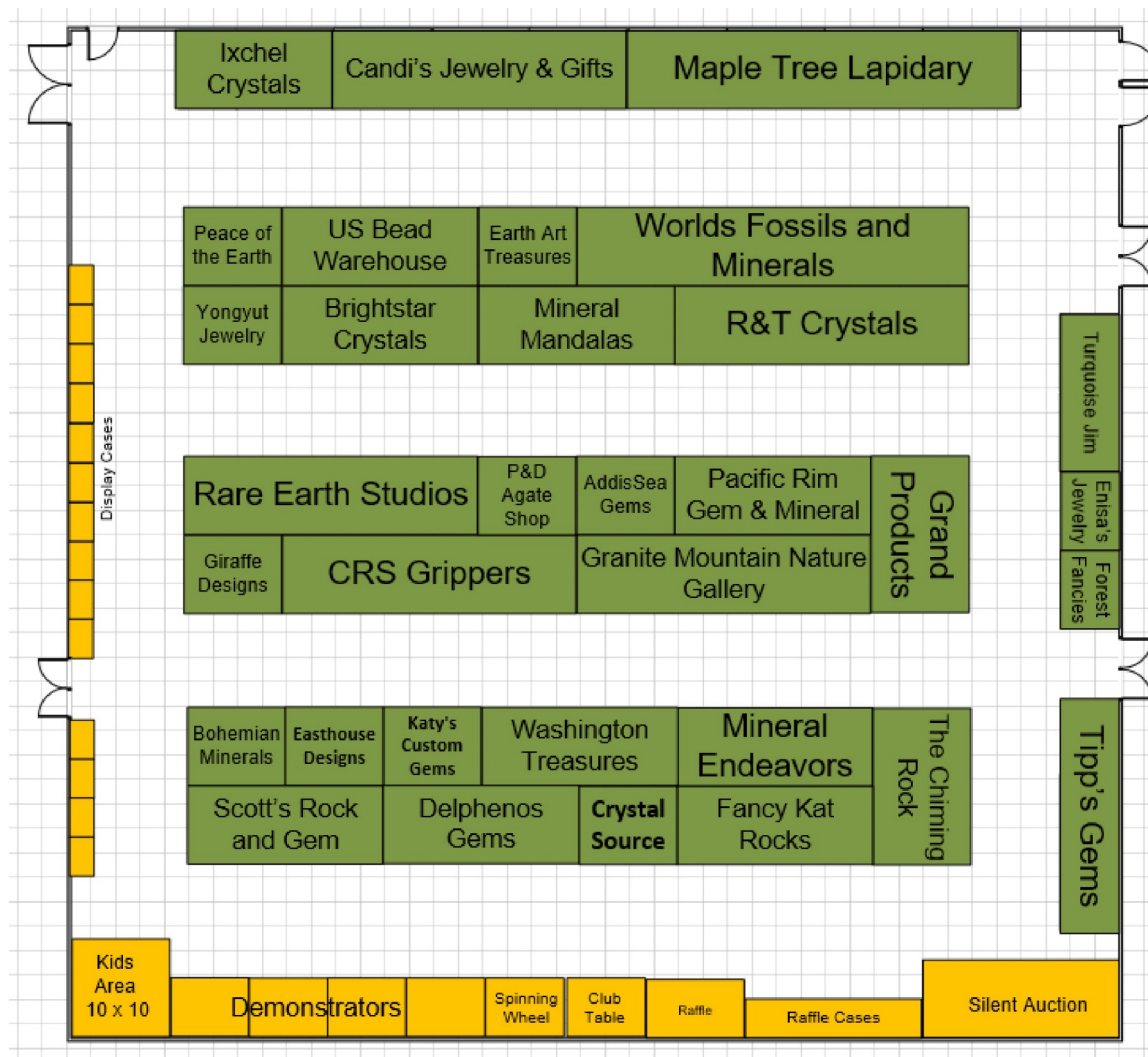 Ixchel
Crystals
Candi's Jewelry & Gifts
Maple Tree Lapidary
Peace of
the Earth
US Bead
Warehouse
Earth Art
Treasures
Worlds Fossils and
Minerals
Yongyut
Jewelry
Brightstar
Crystals
Mineral
Mandalas
R&T Crystals
Turquoise Jim
Display Cases
Rare Earth Studios
P&D
Agate
Shop
AddisSea
Gems
Pacific Rim
Gem & Mineral
Grand
Products
Enisa's
Jewelry
Giraffe
Designs
CRS Grippers
Granite Mountain Nature
Gallery
Forest
Fancies
Bohemian
Minerals
Easthouse
Designs
Katy's
Custom
Gems
Washington
Treasures
Mineral
Endeavors
The Chiming
Rock
Tipp's Gems
Scott's Rock
and Gem
Delphenos
Gems
Crystal
Source
Fancy Kat
Rocks
Kids
Area
10 x 10
Demonstrators
Spinning
Wheel
Club
Table
Raffle
Raffle Cases
Silent Auction